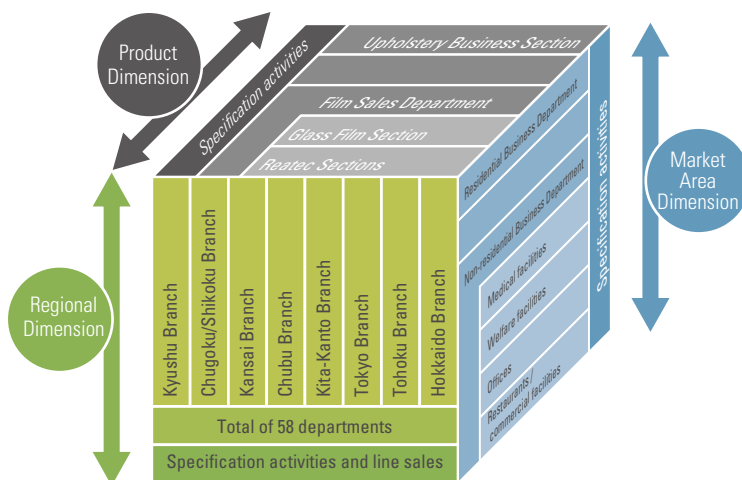 Product
Dimension
Specification activities
Upholstery Business Section
Film Sales Department
Glass Film Section
Reatec Sections
Residential Business Department
Non-residential Business Department
Medical facilities
Welfare facilities
Offices
Restaurants /
commercial facilities
Specification activities
Market
Area
Dimension
Regional
Dimension
Kyushu Branch
Chugoku/Shikoku Branch
Kansai Branch
Chubu Branch
Kita-Kanto Branch
Tokyo Branch
Tohoku Branch
Hokkaido Branch
Total of 58 departments
Specification activities and line sales